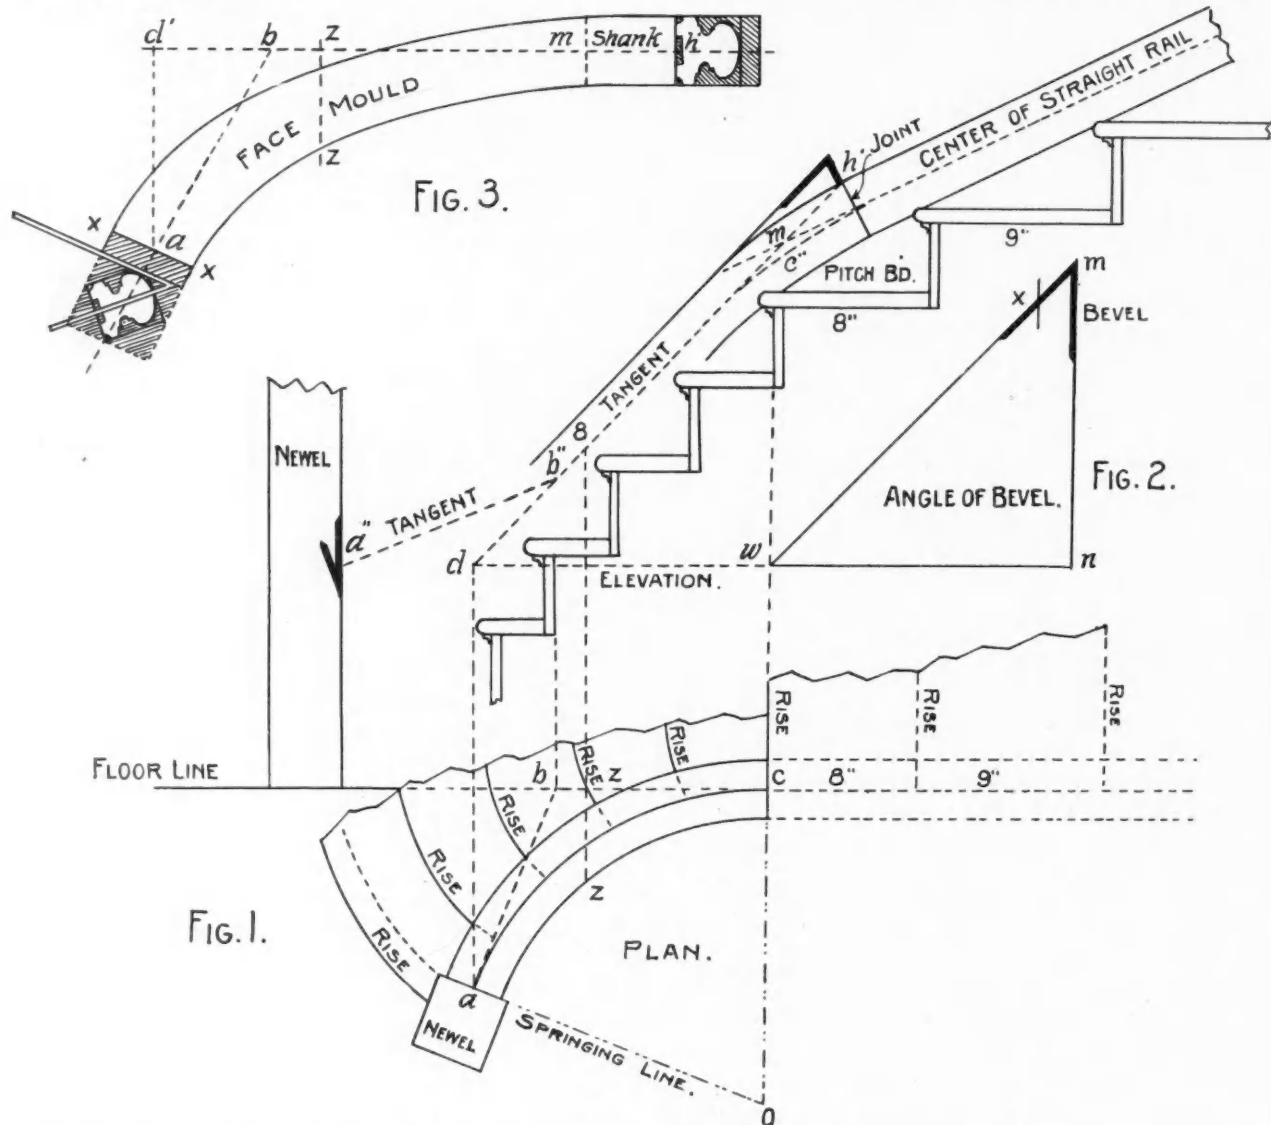 d' b z m Shank h
FACE MOULD
z
FIG. 3.
x a
x
h' JOINT
CENTER OF STRAIGHT RAIL
m
c"
PITCH BD.
9"
8"
m
x BEVEL
TANGENT
8
b"
NEWEL
a" TANGENT
FIG. 2.
ANGLE OF BEVEL.
d w n
ELEVATION.
RISE RISE RISE
RISE RISE
FLOOR LINE b z c 8" 9"
RISE
RISE
RISE
z
FIG. 1.
PLAN.
a
NEWEL
SPRINGING LINE.
O